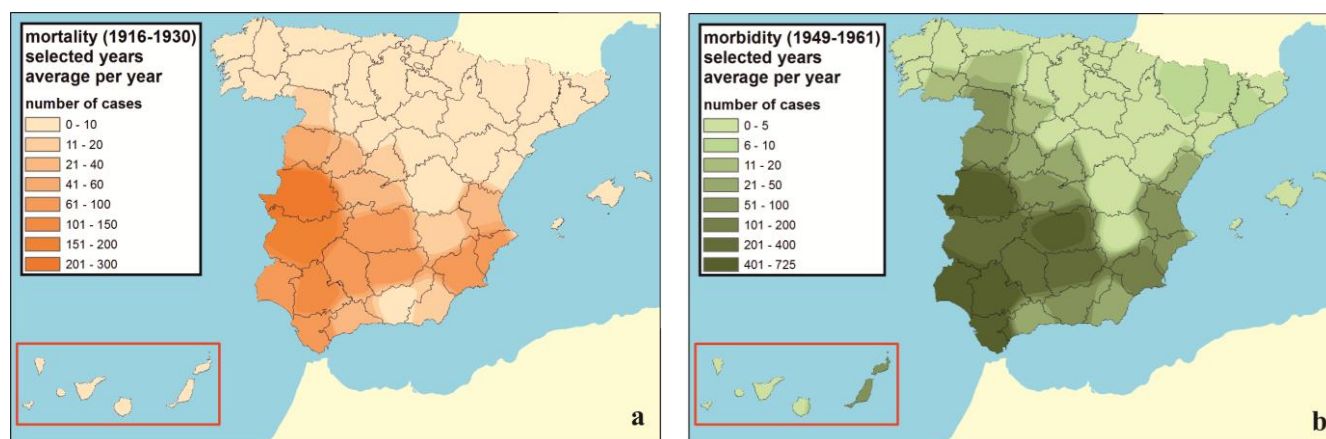 mortality (1916-1930)
selected years
average per year
number of cases
0 - 10
11 - 20
21 - 40
41 - 60
61 - 100
101 - 150
151 - 200
201 - 300
a
morbidity (1949-1961)
selected years
average per year
number of cases
0 - 5
6 - 10
11 - 20
21 - 50
51 - 100
101 - 200
201 - 400
401 - 725
b